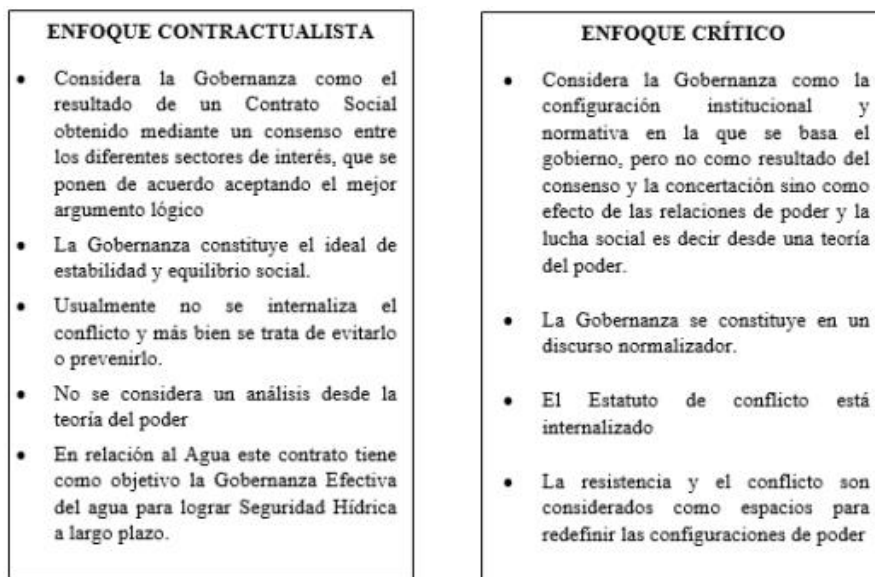 ENFOQUE CONTRACTUALISTA
• Considera la Gobernanza como el
resultado de un Contrato Social
obtenido mediante un consenso entre
los diferentes sectores de interés, que se
ponen de acuerdo aceptando el mejor
argumento lógico
• La Gobernanza constituye el ideal de
estabilidad y equilibrio social.
• Usualmente no se internaliza el
conflicto y más bien se trata de evitarlo
o prevenirlo.
• No se considera un análisis desde la
teoría del poder
• En relación al Agua este contrato tiene
como objetivo la Gobernanza Efectiva
del agua para lograr Seguridad Hídrica
a largo plazo.
ENFOQUE CRÍTICO
• Considera la Gobernanza como la
configuración institucional y
normativa en la que se basa el
gobierno, pero no como resultado del
consenso y la concertación sino como
efecto de las relaciones de poder y la
lucha social es decir desde una teoría
del poder.
• La Gobernanza se constituye en un
discurso normalizador.
• El Estatuto de conflicto está
internalizado
• La resistencia y el conflicto son
considerados como espacios para
redefinir las configuraciones de poder